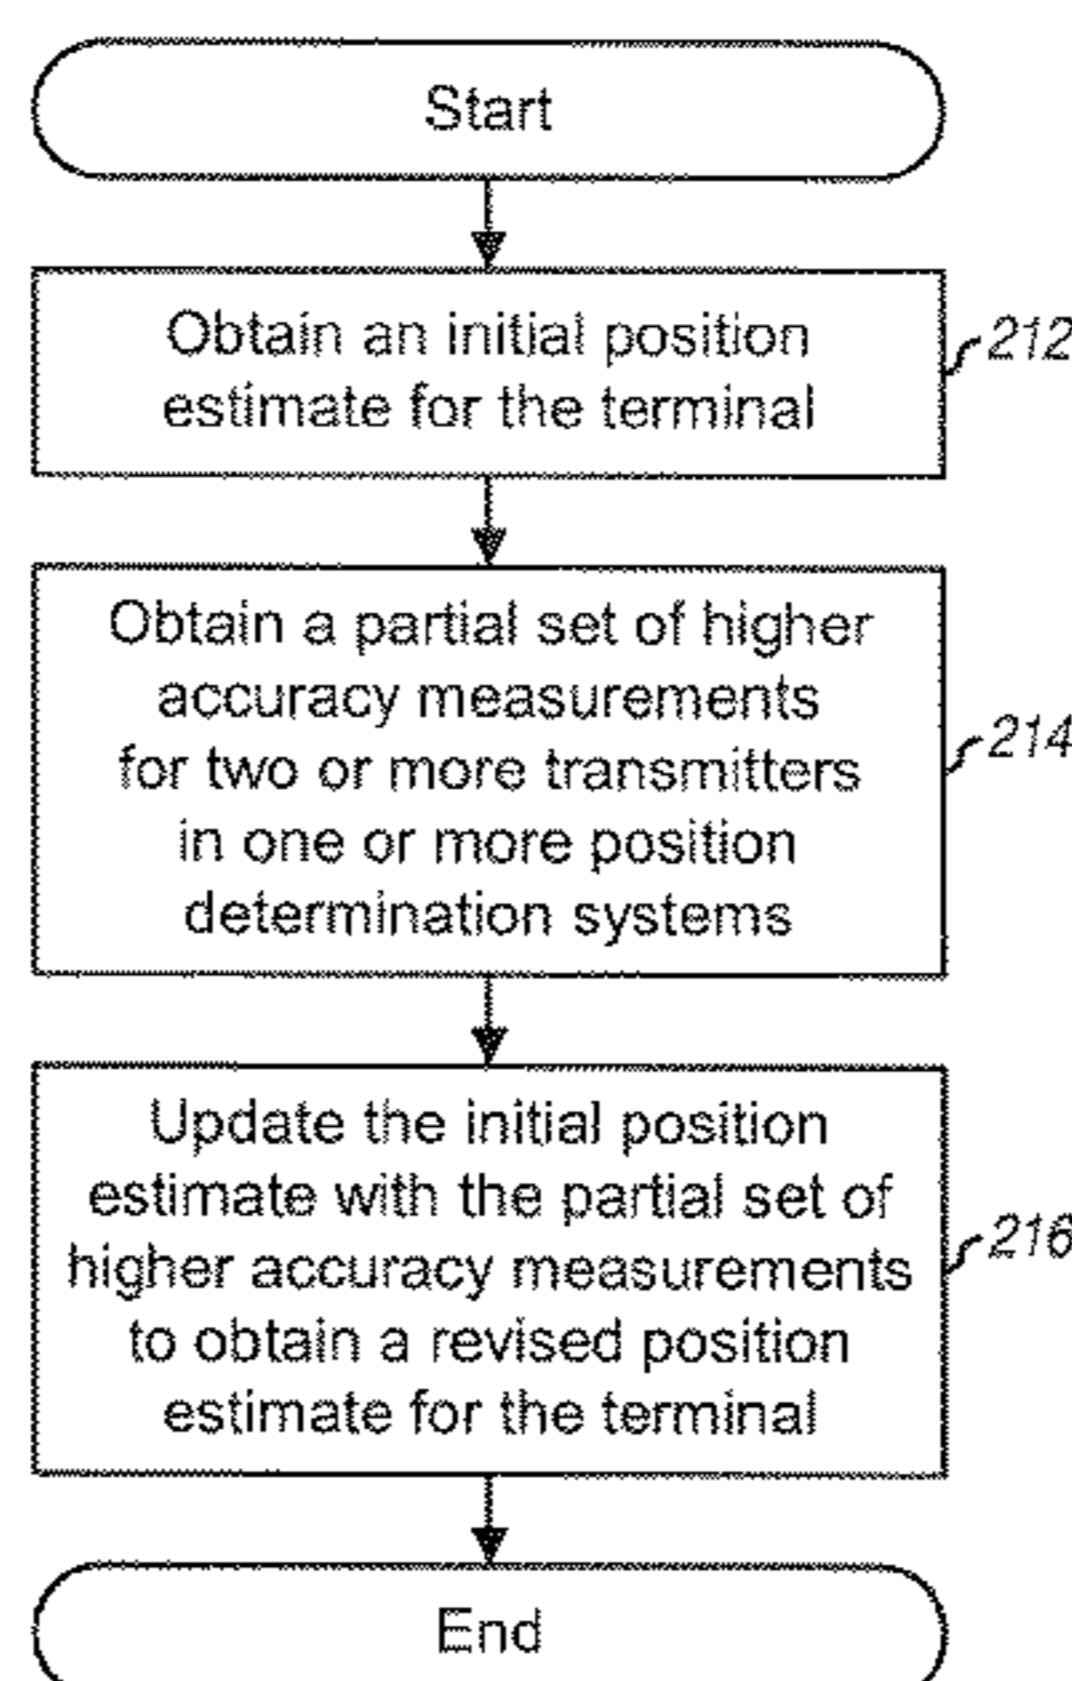 Start
Obtain an initial position
estimate for the terminal
212
Obtain a partial set of higher
accuracy measurements
for two or more transmitters
in one or more position
determination systems
214
Update the initial position
estimate with the partial set of
higher accuracy measurements
to obtain a revised position
estimate for the terminal
216
End